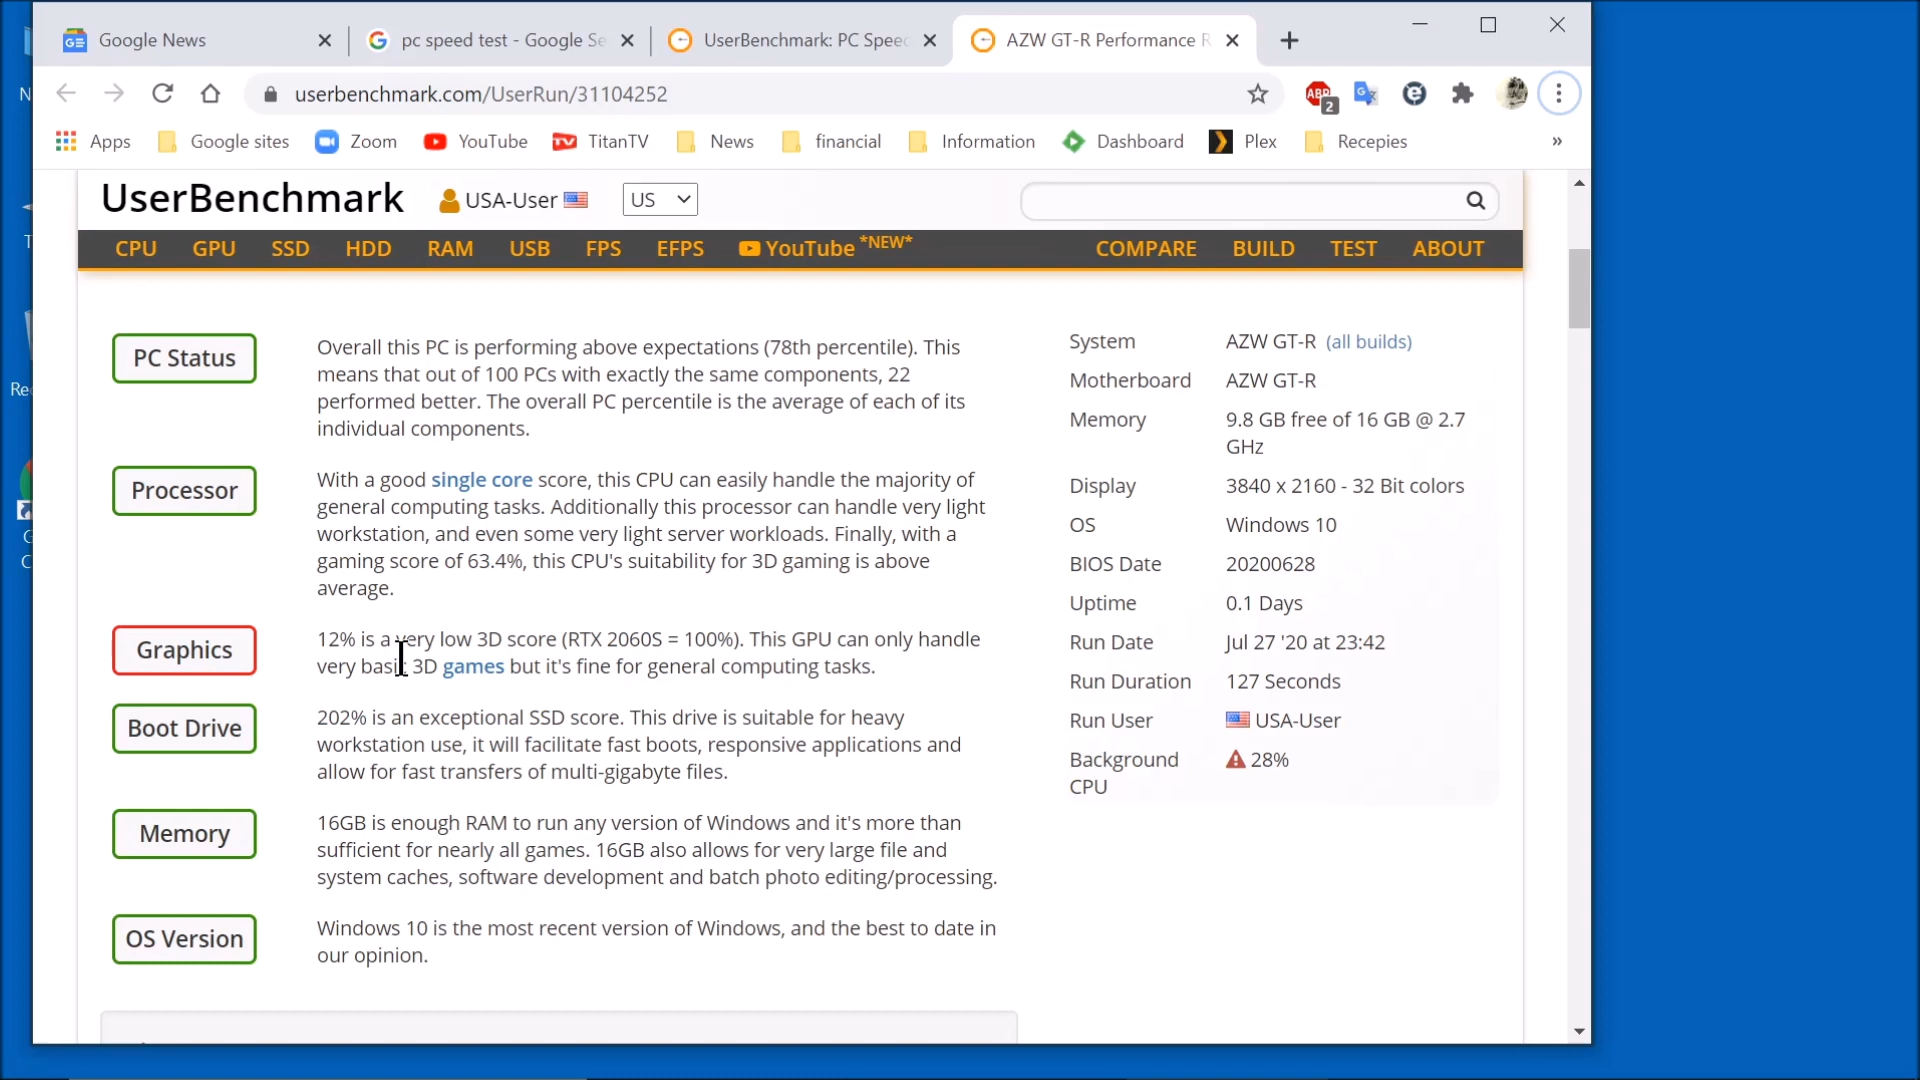 Google News
pc speed test - Google Se
UserBenchmark: PC Speed
AZW GT-R Performance R
userbenchmark.com/UserRun/31104252
ABP
2
Apps
Google sites
Zoom
YouTube
TitanTV
News
financial
Information
Dashboard
Plex
Recepies
»
UserBenchmark
USA-User
US
CPU
GPU
SSD
HDD
RAM
USB
FPS
EFPS
YouTube *NEW*
COMPARE
BUILD
TEST
ABOUT
PC Status
Overall this PC is performing above expectations (78th percentile). This
means that out of 100 PCs with exactly the same components, 22
performed better. The overall PC percentile is the average of each of its
individual components.
Processor
With a good single core score, this CPU can easily handle the majority of
general computing tasks. Additionally this processor can handle very light
workstation, and even some very light server workloads. Finally, with a
gaming score of 63.4%, this CPU's suitability for 3D gaming is above
average.
Graphics
12% is a very low 3D score (RTX 2060S = 100%). This GPU can only handle
very basic 3D games but it's fine for general computing tasks.
Boot Drive
202% is an exceptional SSD score. This drive is suitable for heavy
workstation use, it will facilitate fast boots, responsive applications and
allow for fast transfers of multi-gigabyte files.
Memory
16GB is enough RAM to run any version of Windows and it's more than
sufficient for nearly all games. 16GB also allows for very large file and
system caches, software development and batch photo editing/processing.
OS Version
Windows 10 is the most recent version of Windows, and the best to date in
our opinion.
System AZW GT-R (all builds)
Motherboard AZW GT-R
Memory 9.8 GB free of 16 GB @ 2.7
GHz
Display 3840 x 2160 - 32 Bit colors
OS Windows 10
BIOS Date 20200628
Uptime 0.1 Days
Run Date Jul 27 '20 at 23:42
Run Duration 127 Seconds
Run User USA-User
Background 28%
CPU